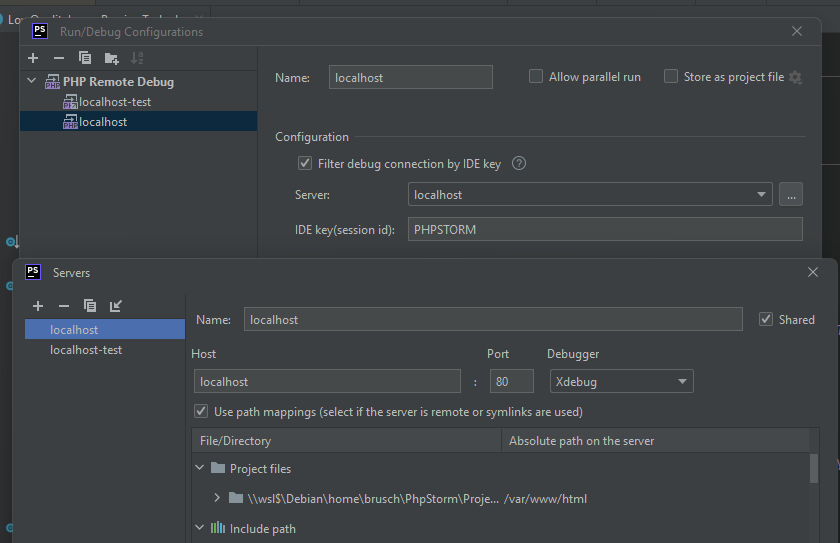 PS Run/Debug Configurations
PHP Remote Debug
localhost-test
localhost
Name: localhost Allow parallel run Store as project file
Configuration
Filter debug connection by IDE key ?
Server: localhost ...
IDE key(session id): PHPSTORM
PS Servers
localhost
localhost-test
Name: localhost Shared
Host Port Debugger
localhost : 80 Xdebug
Use path mappings (select if the server is remote or symlinks are used)
File/Directory Absolute path on the server
Project files
\\wsl$\Debian\home\brusch\PhpStorm\Proje... /var/www/html
Include path